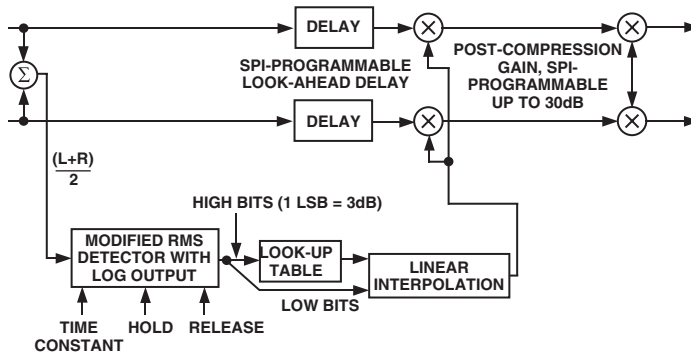 DELAY
SPI-PROGRAMMABLE
LOOK-AHEAD DELAY
POST-COMPRESSION
GAIN, SPI-
PROGRAMMABLE
UP TO 30dB
Σ
DELAY
(L+R)
2
HIGH BITS (1 LSB = 3dB)
MODIFIED RMS
DETECTOR WITH
LOG OUTPUT
LOOK-UP
TABLE
LINEAR
INTERPOLATION
LOW BITS
TIME
CONSTANT
HOLD
RELEASE